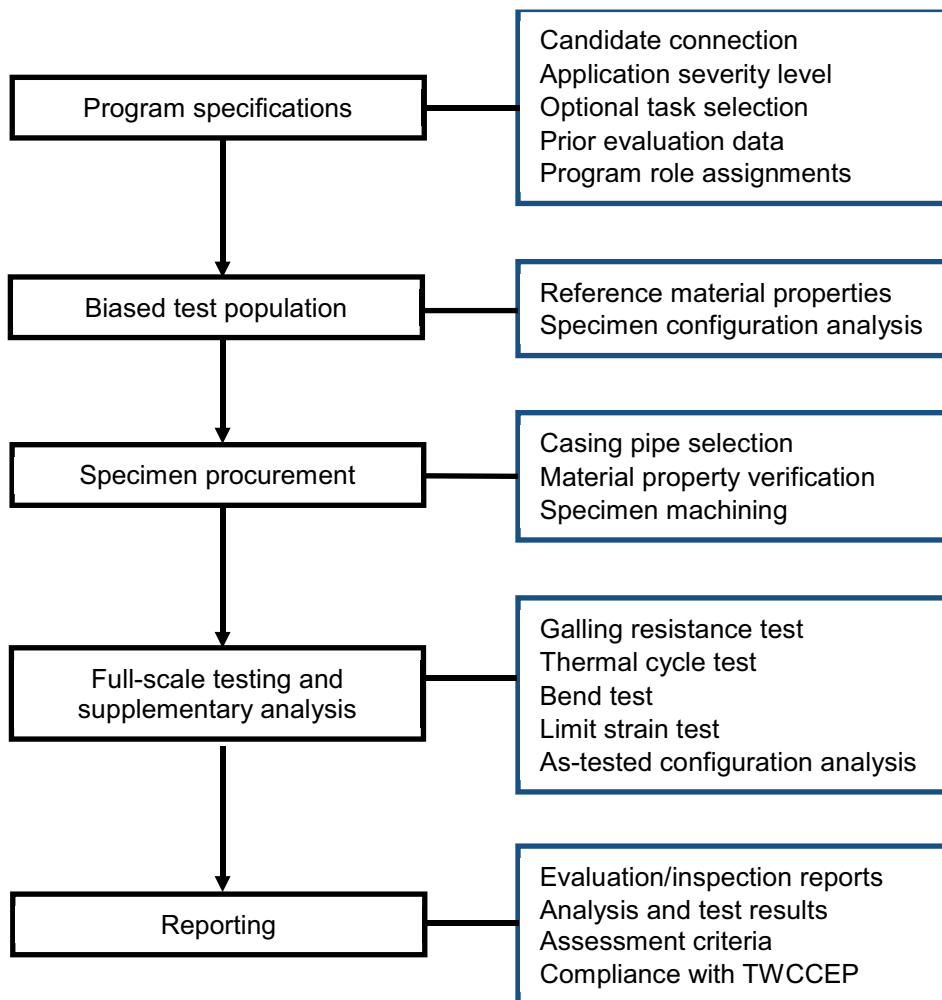 Program specifications
Candidate connection
Application severity level
Optional task selection
Prior evaluation data
Program role assignments
Biased test population
Reference material properties
Specimen configuration analysis
Specimen procurement
Casing pipe selection
Material property verification
Specimen machining
Full-scale testing and
supplementary analysis
Galling resistance test
Thermal cycle test
Bend test
Limit strain test
As-tested configuration analysis
Reporting
Evaluation/inspection reports
Analysis and test results
Assessment criteria
Compliance with TWCCEP